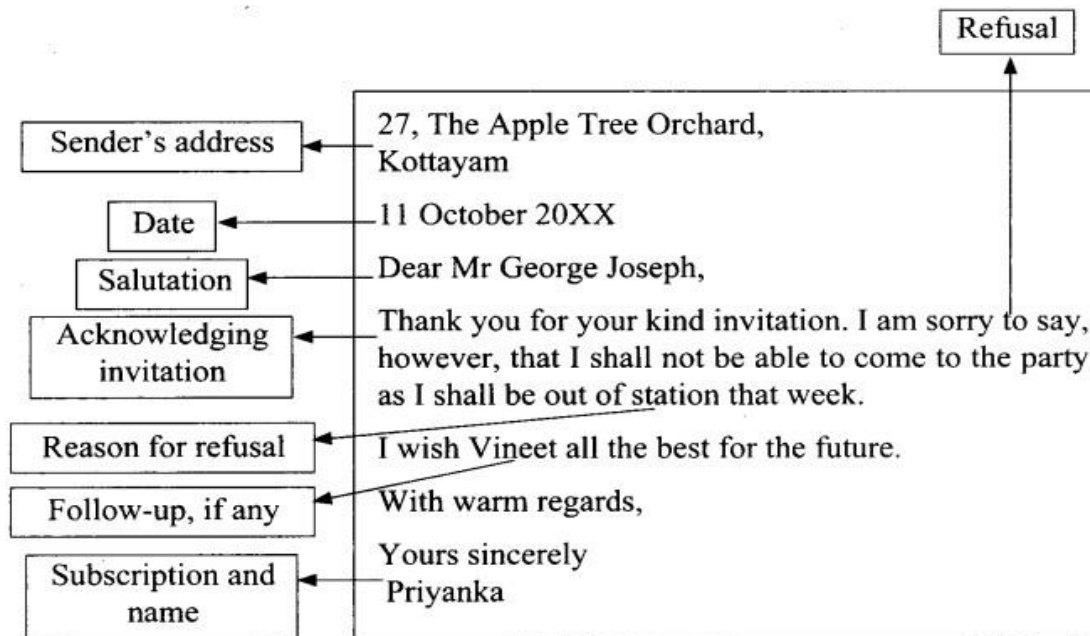 Refusal
Sender's address
27, The Apple Tree Orchard,
Kottayam
Date
11 October 20XX
Salutation
Dear Mr George Joseph,
Acknowledging
invitation
Thank you for your kind invitation. I am sorry to say,
however, that I shall not be able to come to the party
as I shall be out of station that week.
Reason for refusal
I wish Vineet all the best for the future.
Follow-up, if any
With warm regards,
Subscription and
name
Yours sincerely
Priyanka